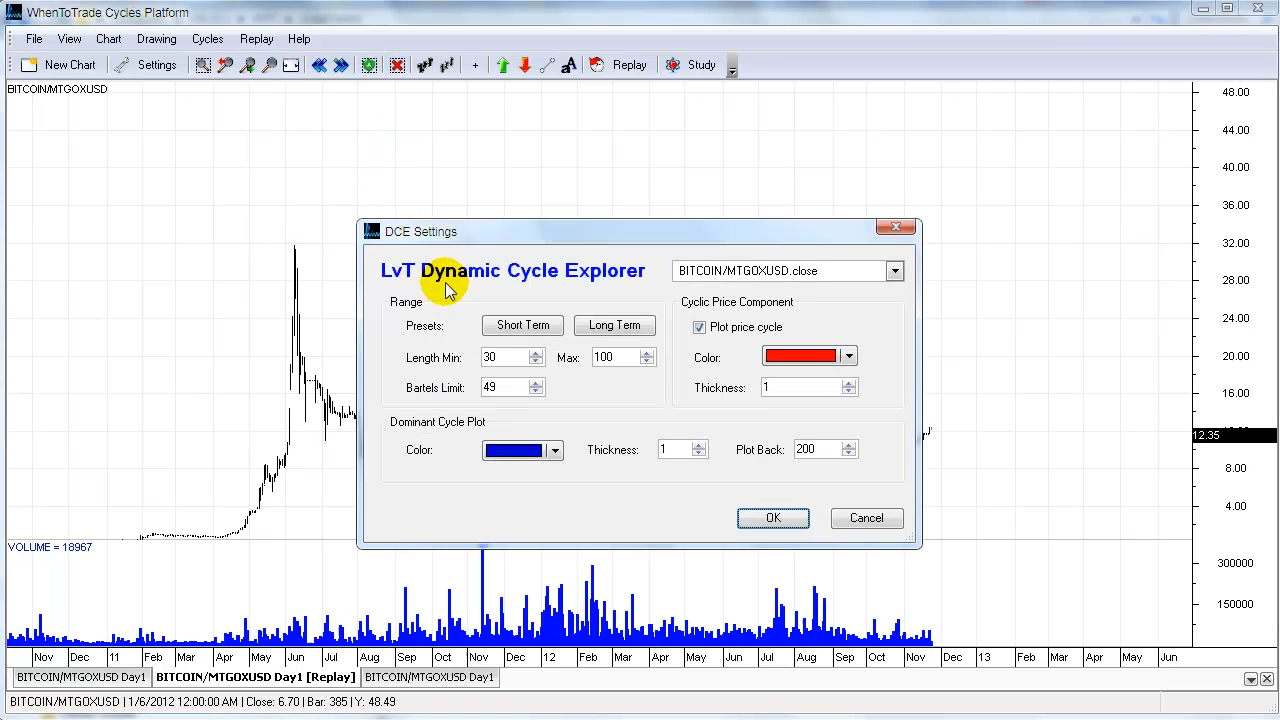 WhenToTrade Cycles Platform
File View Chart Drawing Cycles Replay Help
New Chart Settings + A Replay Study
BITCOIN/MTGOXUSD
48.00
44.00
40.00
36.00
32.00
28.00
24.00
20.00
16.00
12.35
8.00
4.00
DCE Settings
LvT Dynamic Cycle Explorer BITCOIN/MTGOXUSD.close
Range Cyclic Price Component
Presets: Short Term Long Term Plot price cycle
Length Min: 30 Max: 100 Color:
Bartels Limit: 49 Thickness: 1
Dominant Cycle Plot
Color: Thickness: 1 Plot Back: 200
OK Cancel
VOLUME = 18967
300000
150000
Nov Dec 11 Feb Mar Apr May Jun Jul Aug Sep Oct Nov Dec 12 Feb Mar Apr May Jun Jul Aug Sep Oct Nov Dec 13 Feb Mar Apr May Jun
BITCOIN/MTGOXUSD Day1 BITCOIN/MTGOXUSD Day1 [Replay] BITCOIN/MTGOXUSD Day1
BITCOIN/MTGOXUSD | 1/6/2012 12:00:00 AM | Close: 6.70 | Bar: 385 | Y: 48.49